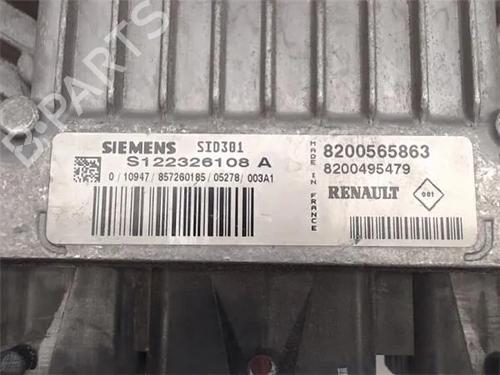 SIEMENS SID301
S122326108 A
0/10947/857260185/05278/003A1
MADE IN FRANCE
8200565863
8200495479
RENAULT
001
B-PARTS